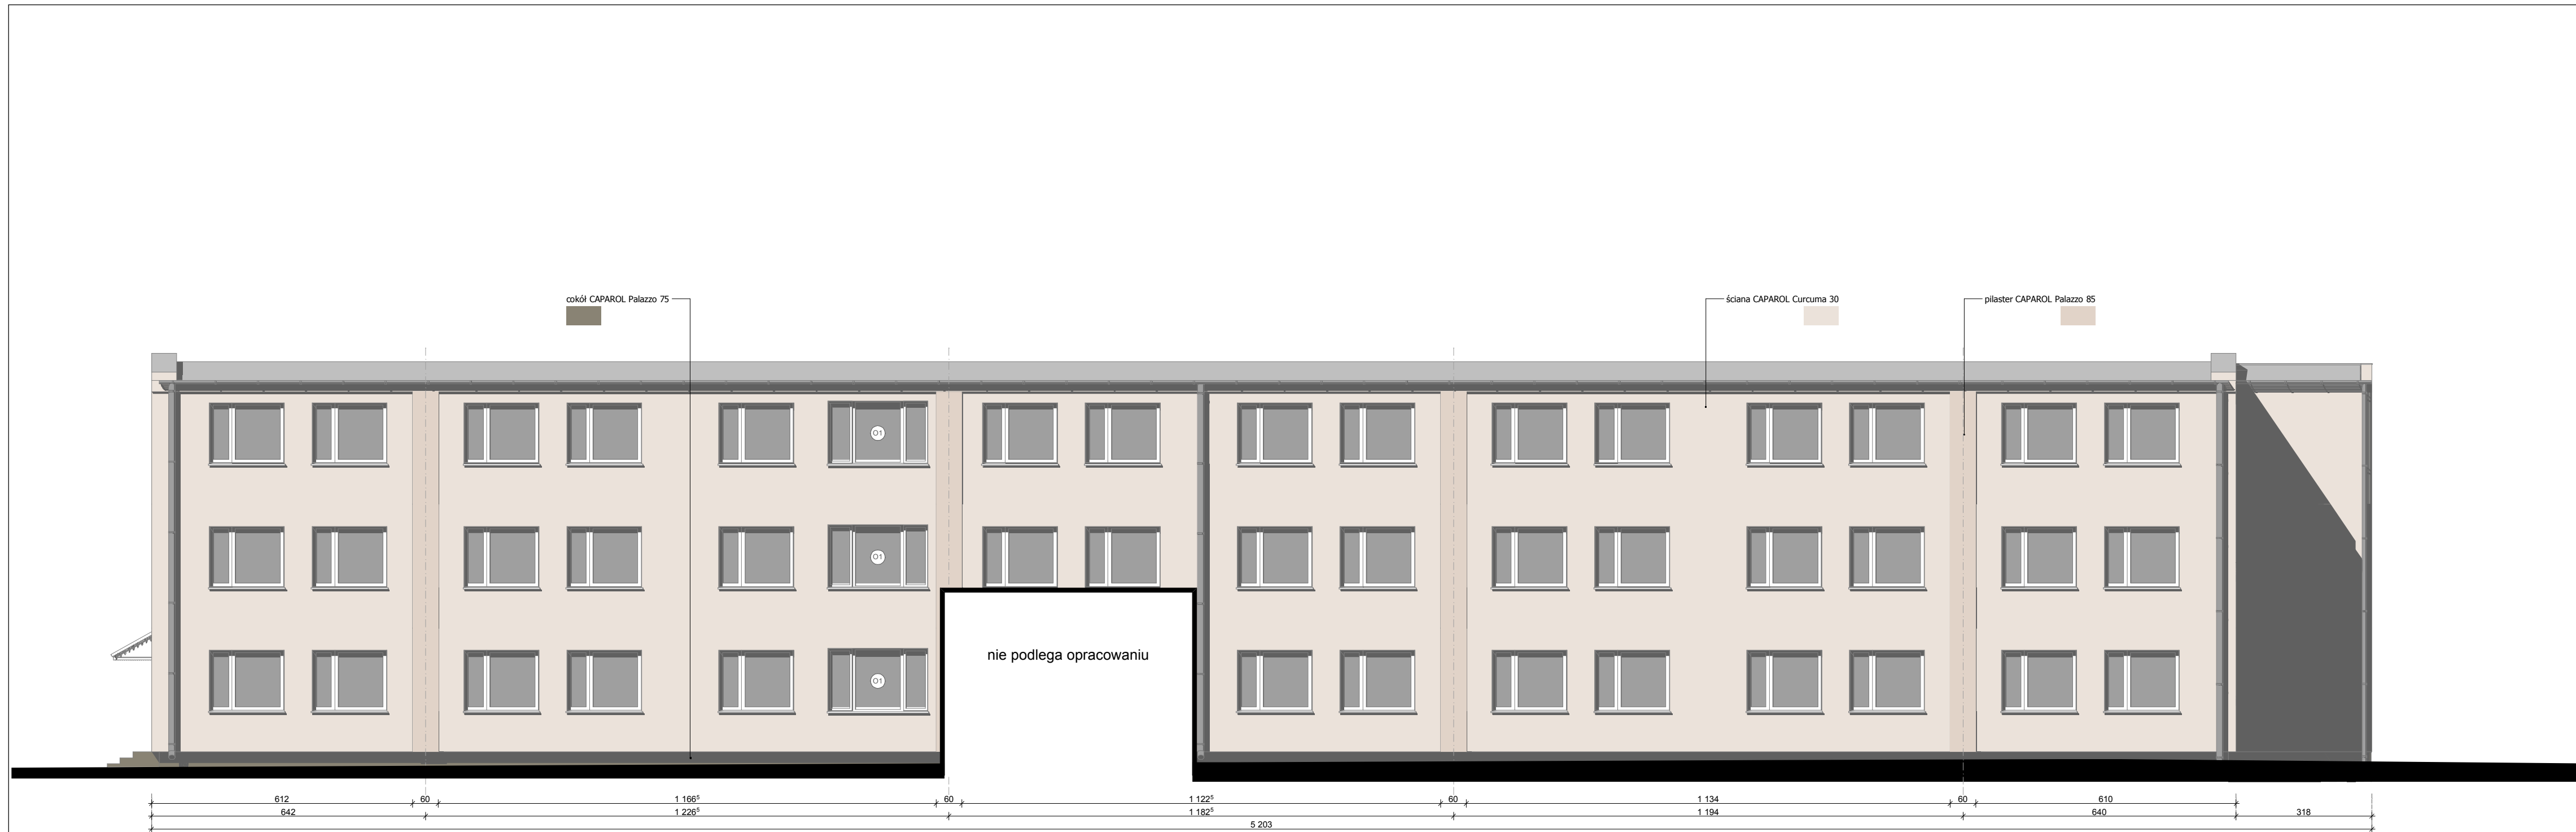 cokół CAPAROL Palazzo 75
ściana CAPAROL Curcuma 30
pilaster CAPAROL Palazzo 85
O1
O1
O1
nie podlega opracowaniu
612 60 1 166⁵ 60 1 122⁵ 60 1 134 60 610
642 1 226⁵ 1 182⁵ 1 194 640 318
5 203